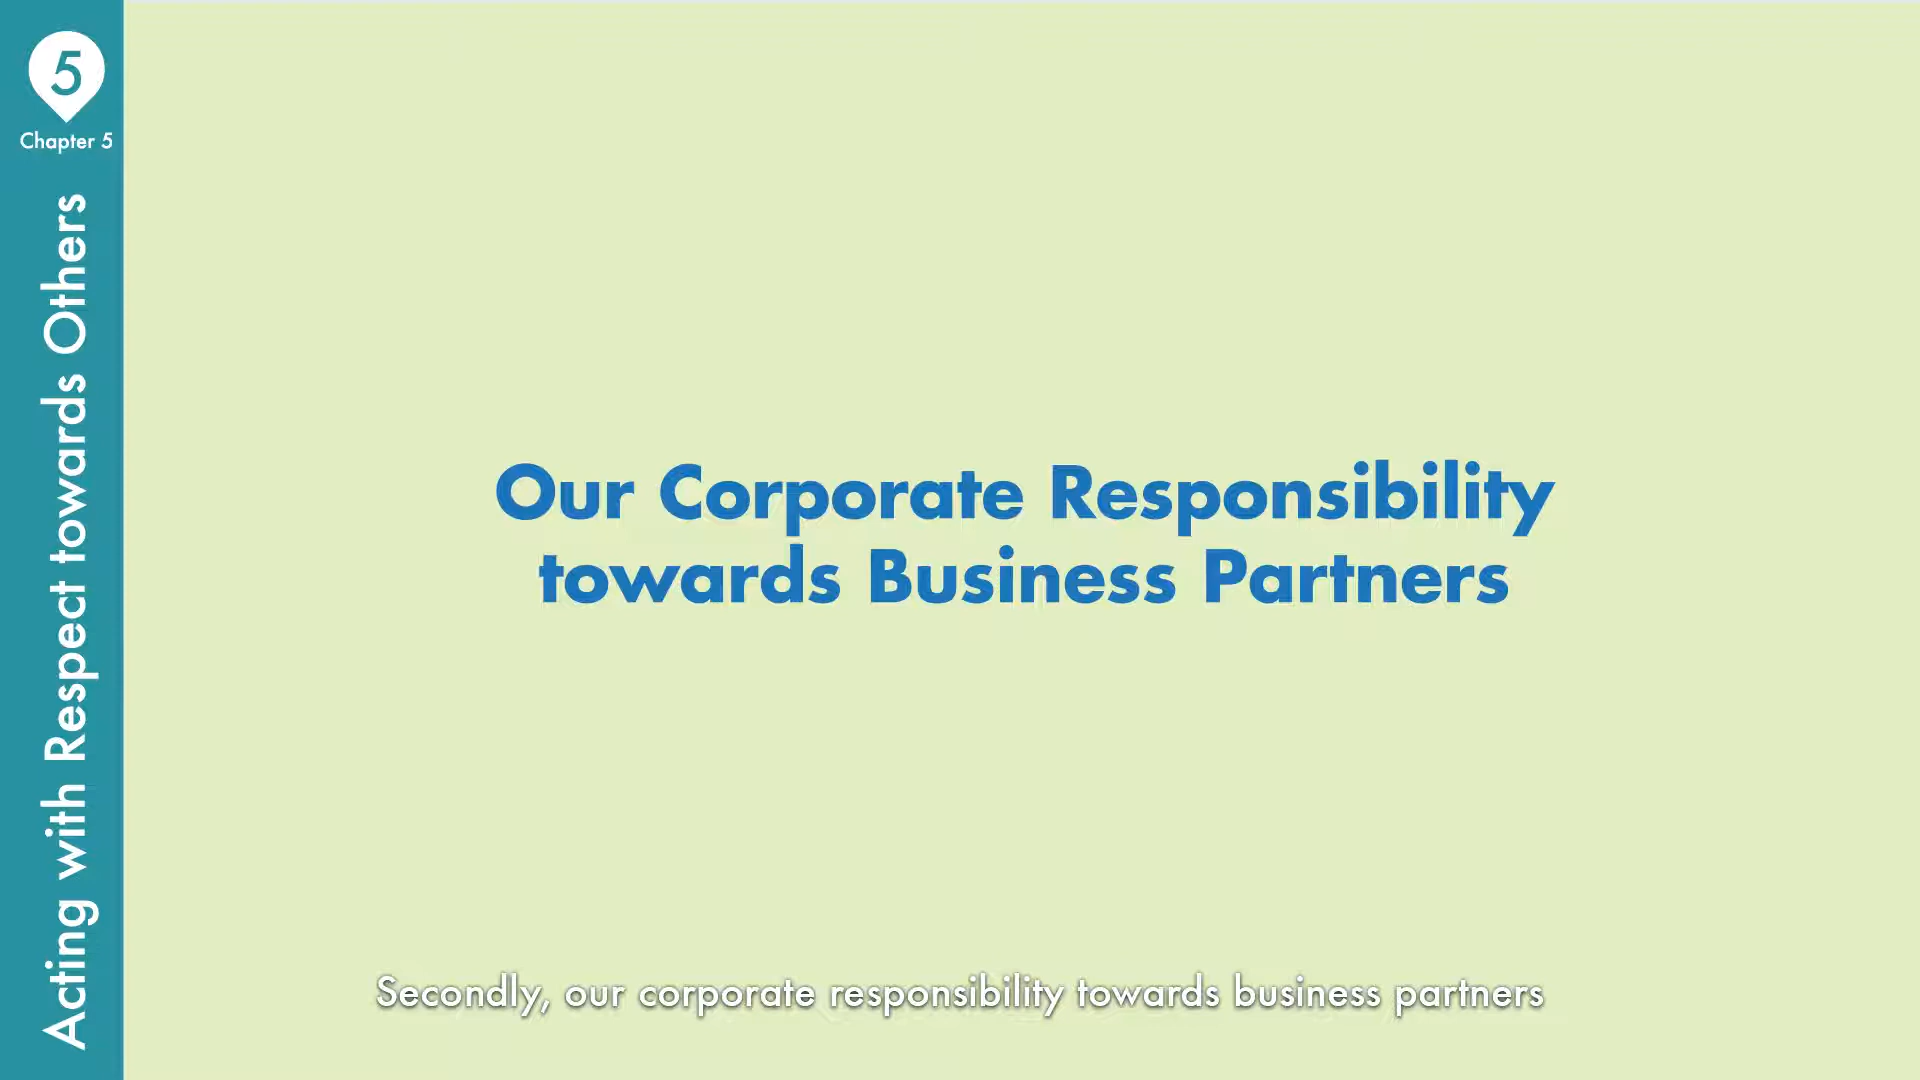 5
Chapter 5
Acting with Respect towards Others
Our Corporate Responsibility
towards Business Partners
Secondly, our corporate responsibility towards business partners